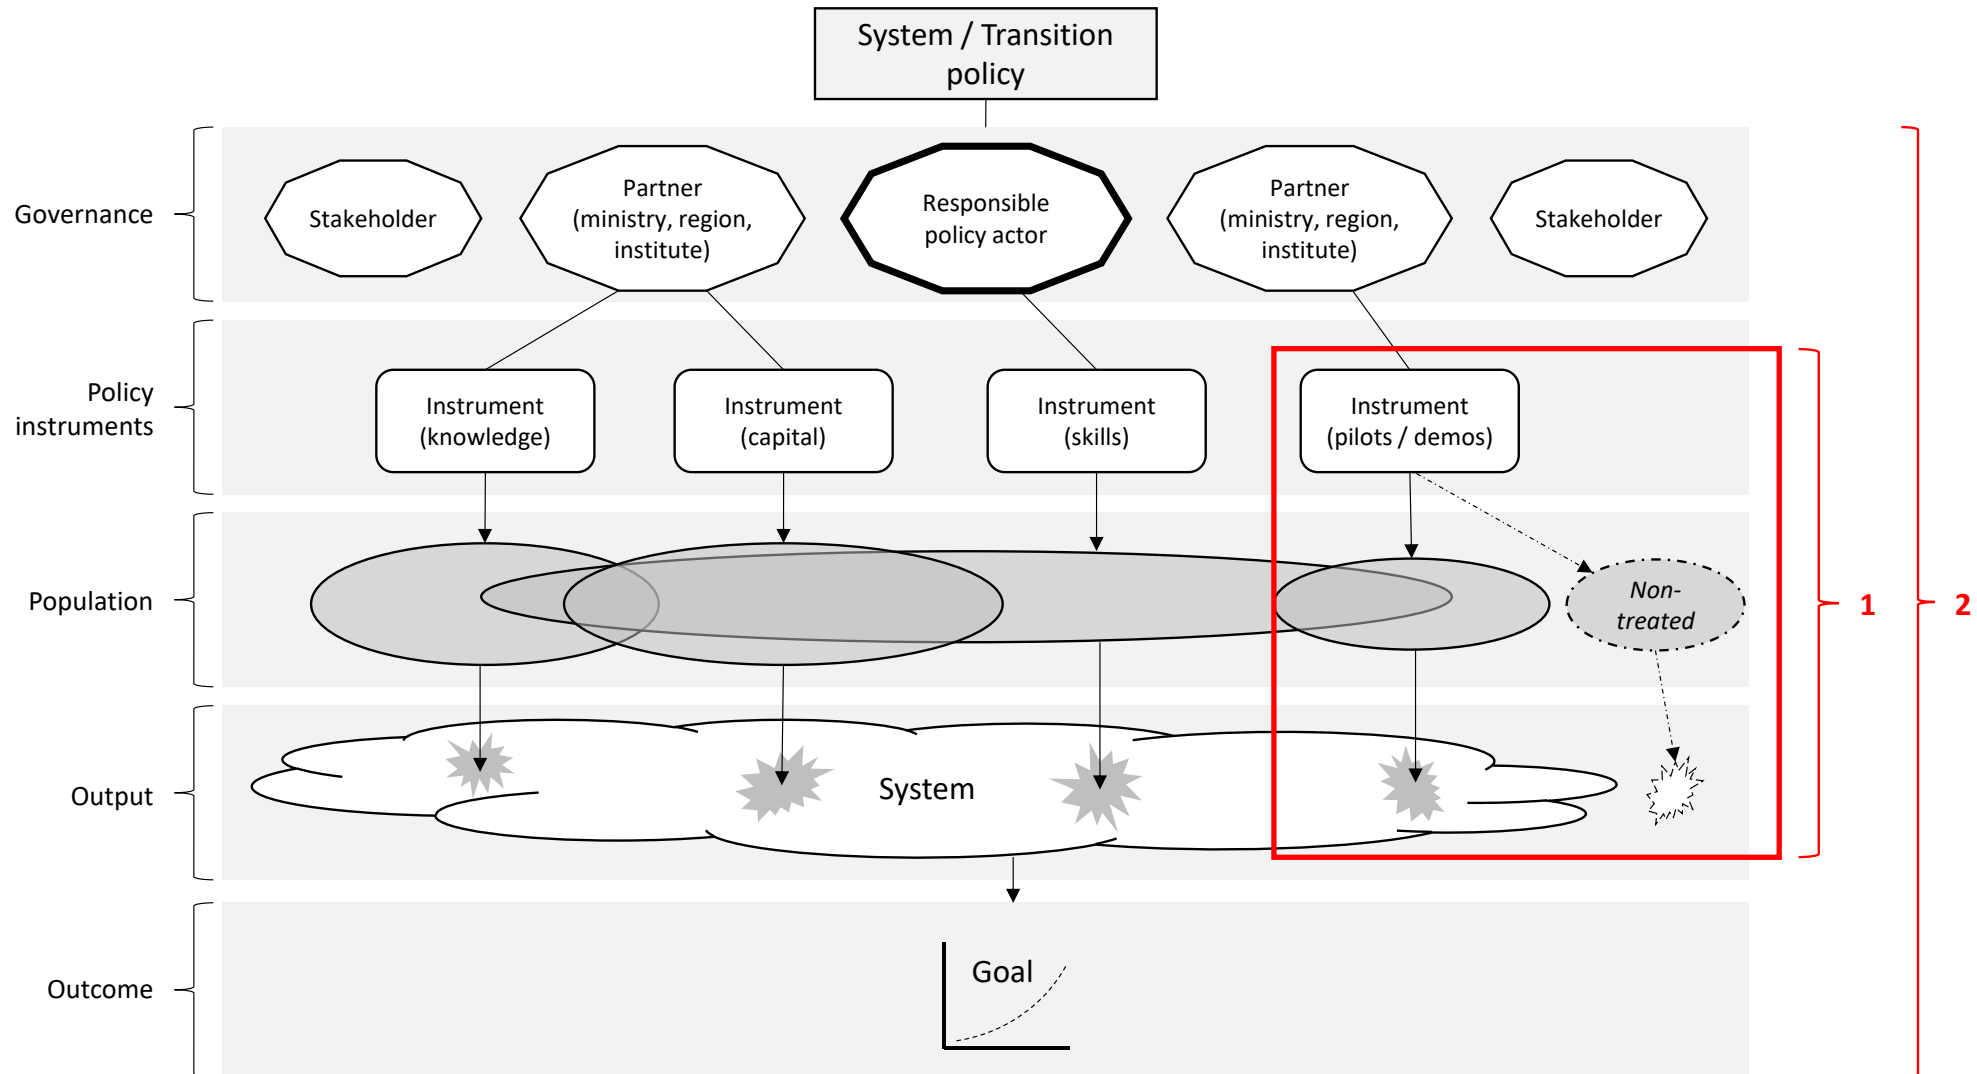 System / Transition
policy
Governance
Stakeholder
Partner
(ministry, region,
institute)
Responsible
policy actor
Partner
(ministry, region,
institute)
Stakeholder
Policy
instruments
Instrument
(knowledge)
Instrument
(capital)
Instrument
(skills)
Instrument
(pilots / demos)
Population
Non-
treated
1
2
Output
System
Outcome
Goal